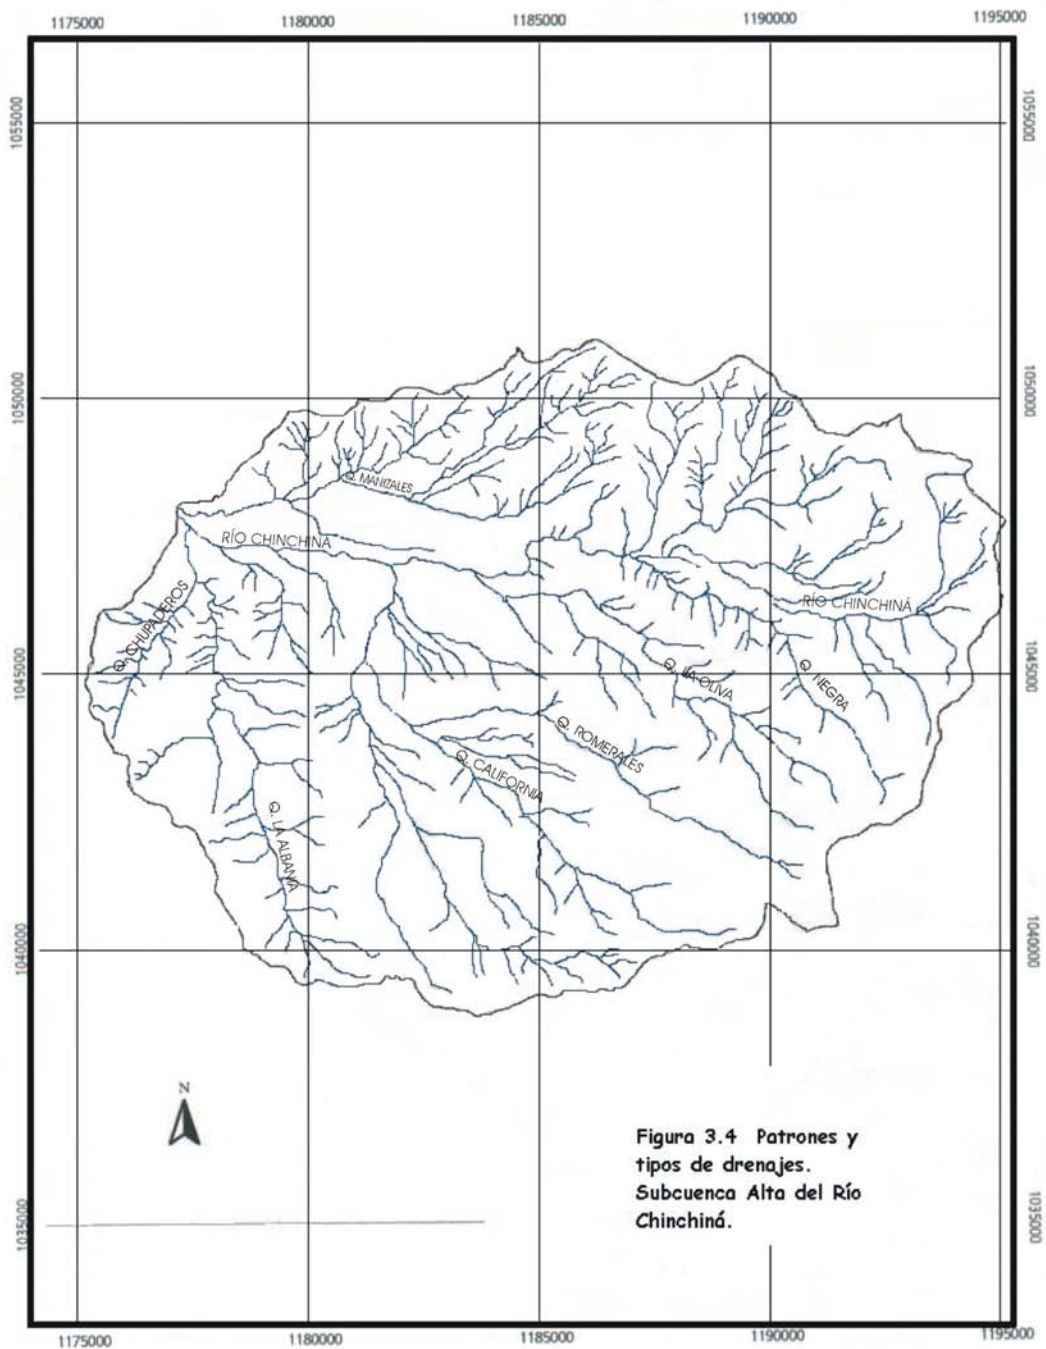 1175000 1180000 1185000 1190000 1195000
1055000 1055000
1050000 1050000
Q. MANIZALES
RÍO CHINCHINÁ
RÍO CHINCHINÁ
Q. CHUPADEROS
1045000 1045000
Q. LA OLIVA
Q. NEGRA
Q. ROMERALES
Q. CALIFORNIA
Q. LA ALBANIA
1040000 1040000
N
Figura 3.4 Patrones y
tipos de drenajes.
Subcuenca Alta del Río
Chinchiná.
1035000 1035000
1175000 1180000 1185000 1190000 1195000